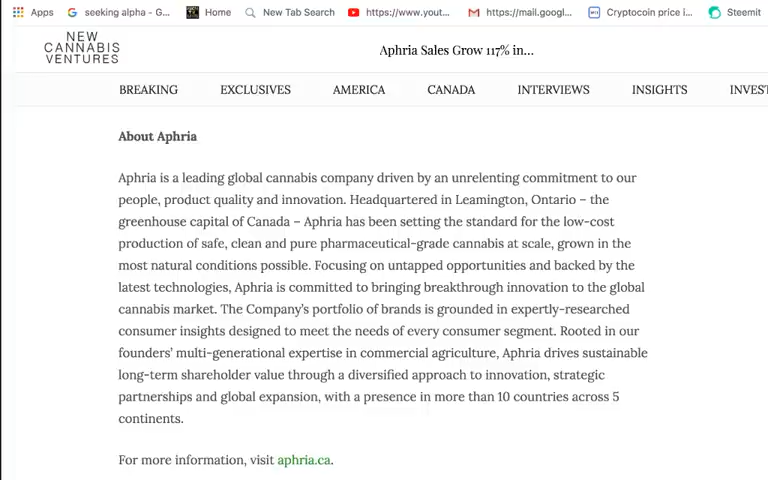 Apps seeking alpha - G... Home New Tab Search https://www.yout... https://mail.googl... Cryptocoin price i... Steemit
NEW
CANNABIS
VENTURES
Aphria Sales Grow 117% in...
BREAKING EXCLUSIVES AMERICA CANADA INTERVIEWS INSIGHTS INVEST
About Aphria
Aphria is a leading global cannabis company driven by an unrelenting commitment to our
people, product quality and innovation. Headquartered in Leamington, Ontario – the
greenhouse capital of Canada – Aphria has been setting the standard for the low-cost
production of safe, clean and pure pharmaceutical-grade cannabis at scale, grown in the
most natural conditions possible. Focusing on untapped opportunities and backed by the
latest technologies, Aphria is committed to bringing breakthrough innovation to the global
cannabis market. The Company's portfolio of brands is grounded in expertly-researched
consumer insights designed to meet the needs of every consumer segment. Rooted in our
founders' multi-generational expertise in commercial agriculture, Aphria drives sustainable
long-term shareholder value through a diversified approach to innovation, strategic
partnerships and global expansion, with a presence in more than 10 countries across 5
continents.
For more information, visit aphria.ca.